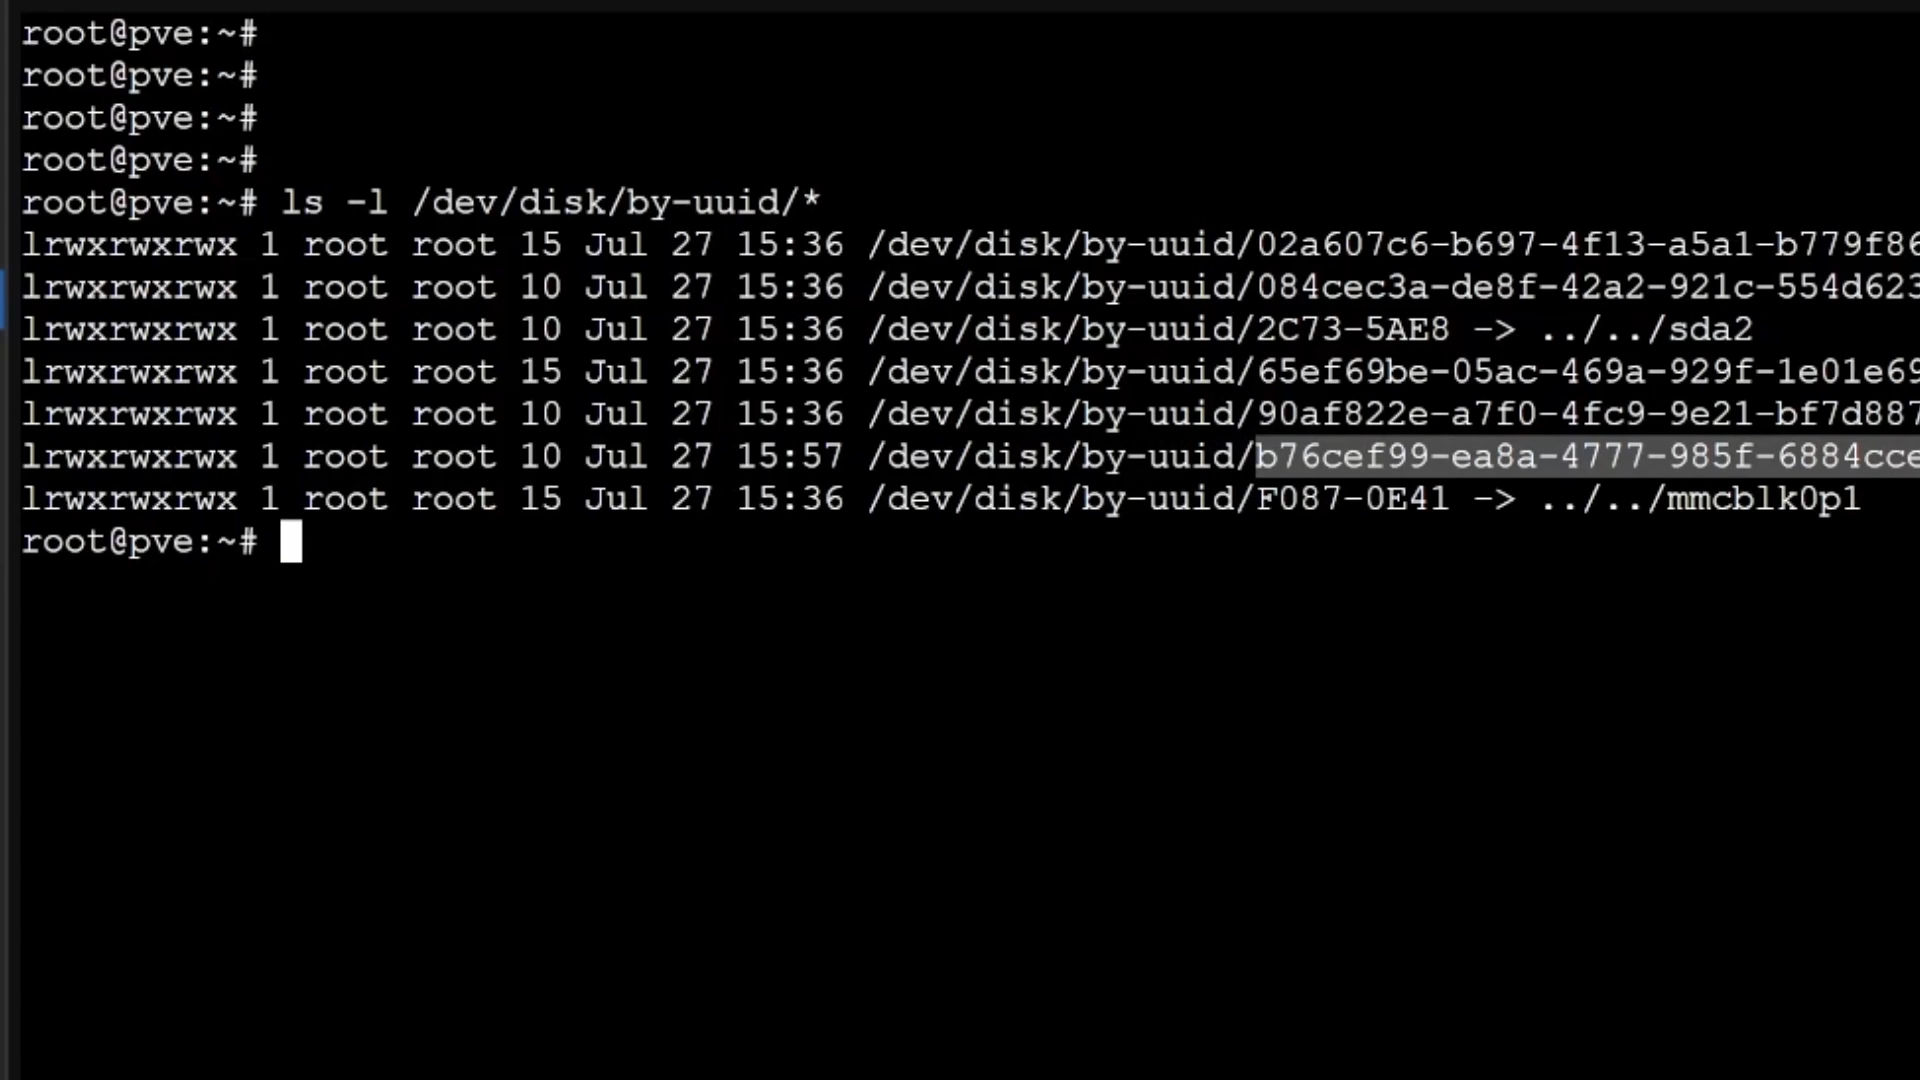 root@pve:~#
root@pve:~#
root@pve:~#
root@pve:~#
root@pve:~# ls -l /dev/disk/by-uuid/*
lrwxrwxrwx 1 root root 15 Jul 27 15:36 /dev/disk/by-uuid/02a607c6-b697-4f13-a5a1-b779f86
lrwxrwxrwx 1 root root 10 Jul 27 15:36 /dev/disk/by-uuid/084cec3a-de8f-42a2-921c-554d623
lrwxrwxrwx 1 root root 10 Jul 27 15:36 /dev/disk/by-uuid/2C73-5AE8 -> ../../sda2
lrwxrwxrwx 1 root root 15 Jul 27 15:36 /dev/disk/by-uuid/65ef69be-05ac-469a-929f-1e01e69
lrwxrwxrwx 1 root root 10 Jul 27 15:36 /dev/disk/by-uuid/90af822e-a7f0-4fc9-9e21-bf7d887
lrwxrwxrwx 1 root root 10 Jul 27 15:57 /dev/disk/by-uuid/b76cef99-ea8a-4777-985f-6884cce
lrwxrwxrwx 1 root root 15 Jul 27 15:36 /dev/disk/by-uuid/F087-0E41 -> ../../mmcblk0p1
root@pve:~#